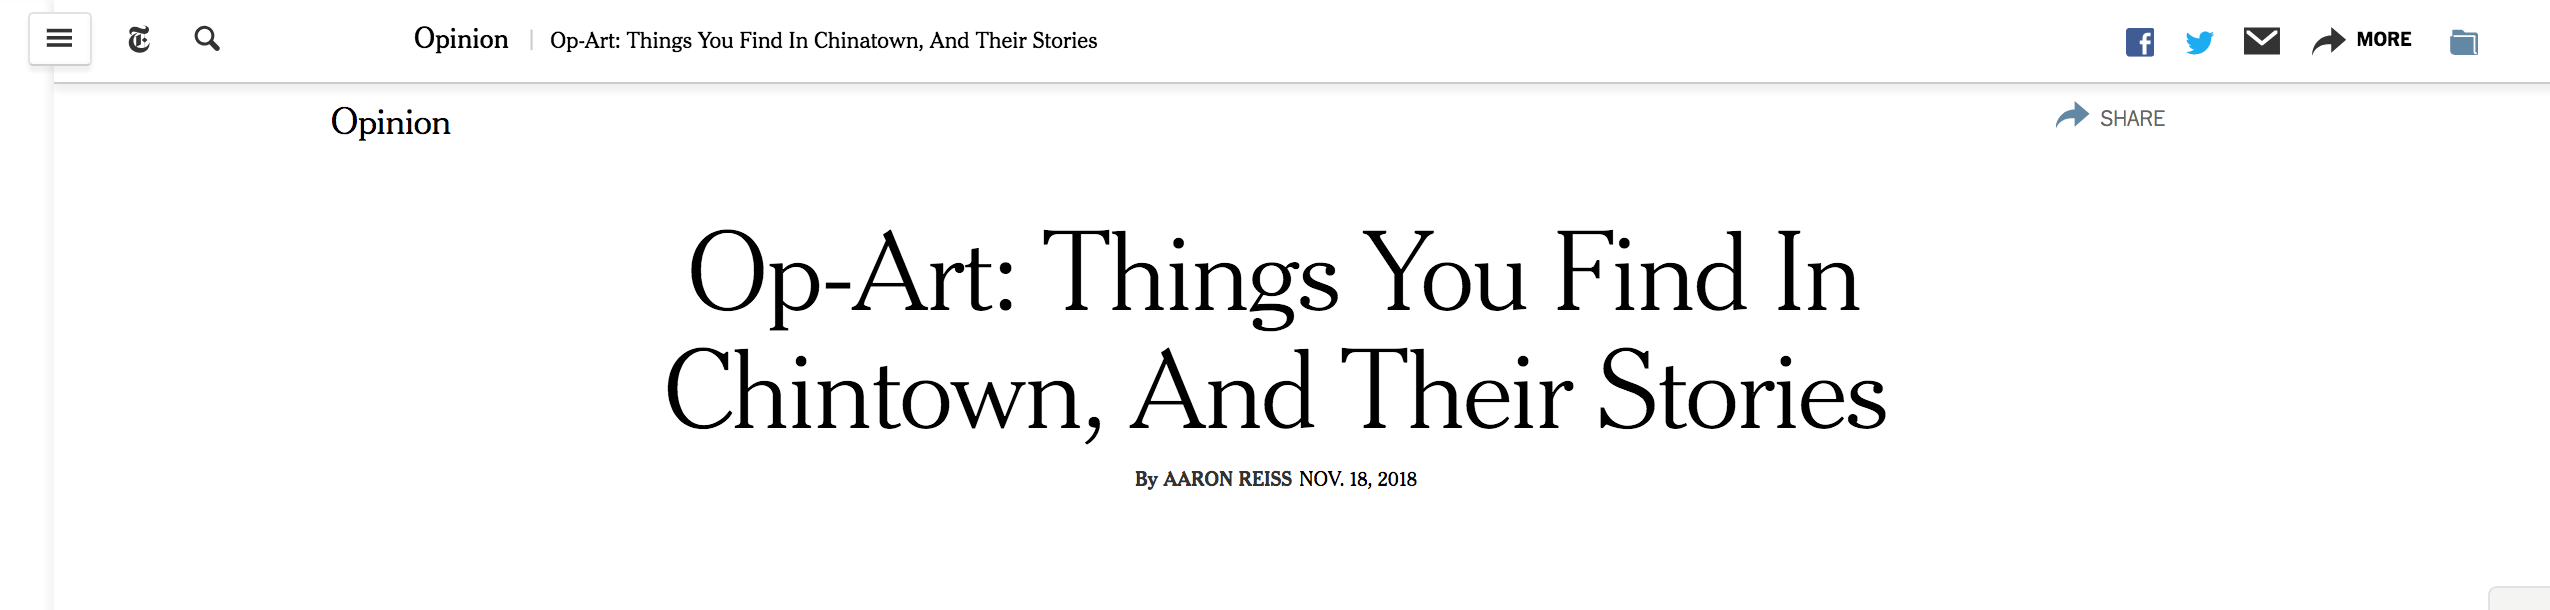 Opinion | Op-Art: Things You Find In Chinatown, And Their Stories
MORE
Opinion
SHARE
Op-Art: Things You Find In
Chintown, And Their Stories
By AARON REISS NOV. 18, 2018